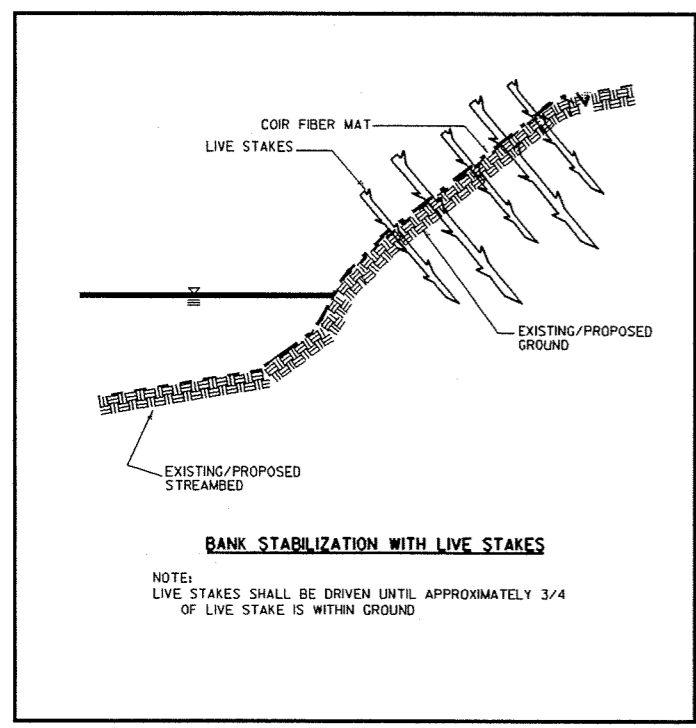 COIR FIBER MAT
LIVE STAKES
EXISTING/PROPOSED
GROUND
EXISTING/PROPOSED
STREAMBED
BANK STABILIZATION WITH LIVE STAKES
NOTE:
LIVE STAKES SHALL BE DRIVEN UNTIL APPROXIMATELY 3/4
OF LIVE STAKE IS WITHIN GROUND